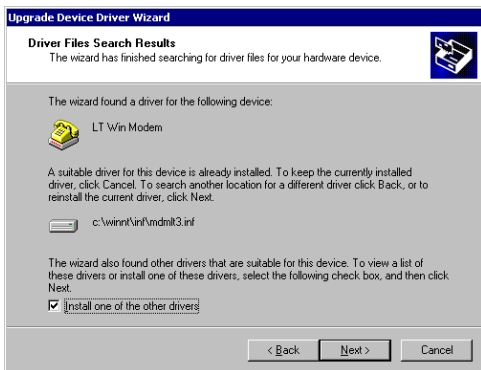 Upgrade Device Driver Wizard
Driver Files Search Results
The wizard has finished searching for driver files for your hardware device.
The wizard found a driver for the following device:
LT Win Modem
A suitable driver for this device is already installed. To keep the currently installed
driver, click Cancel. To search another location for a different driver click Back, or to
reinstall the current driver, click Next.
c:\winnt\inf\mdmlt3.inf
The wizard also found other drivers that are suitable for this device. To view a list of
these drivers or install one of these drivers, select the following check box, and then click
Next.
Install one of the other drivers
< Back Next > Cancel